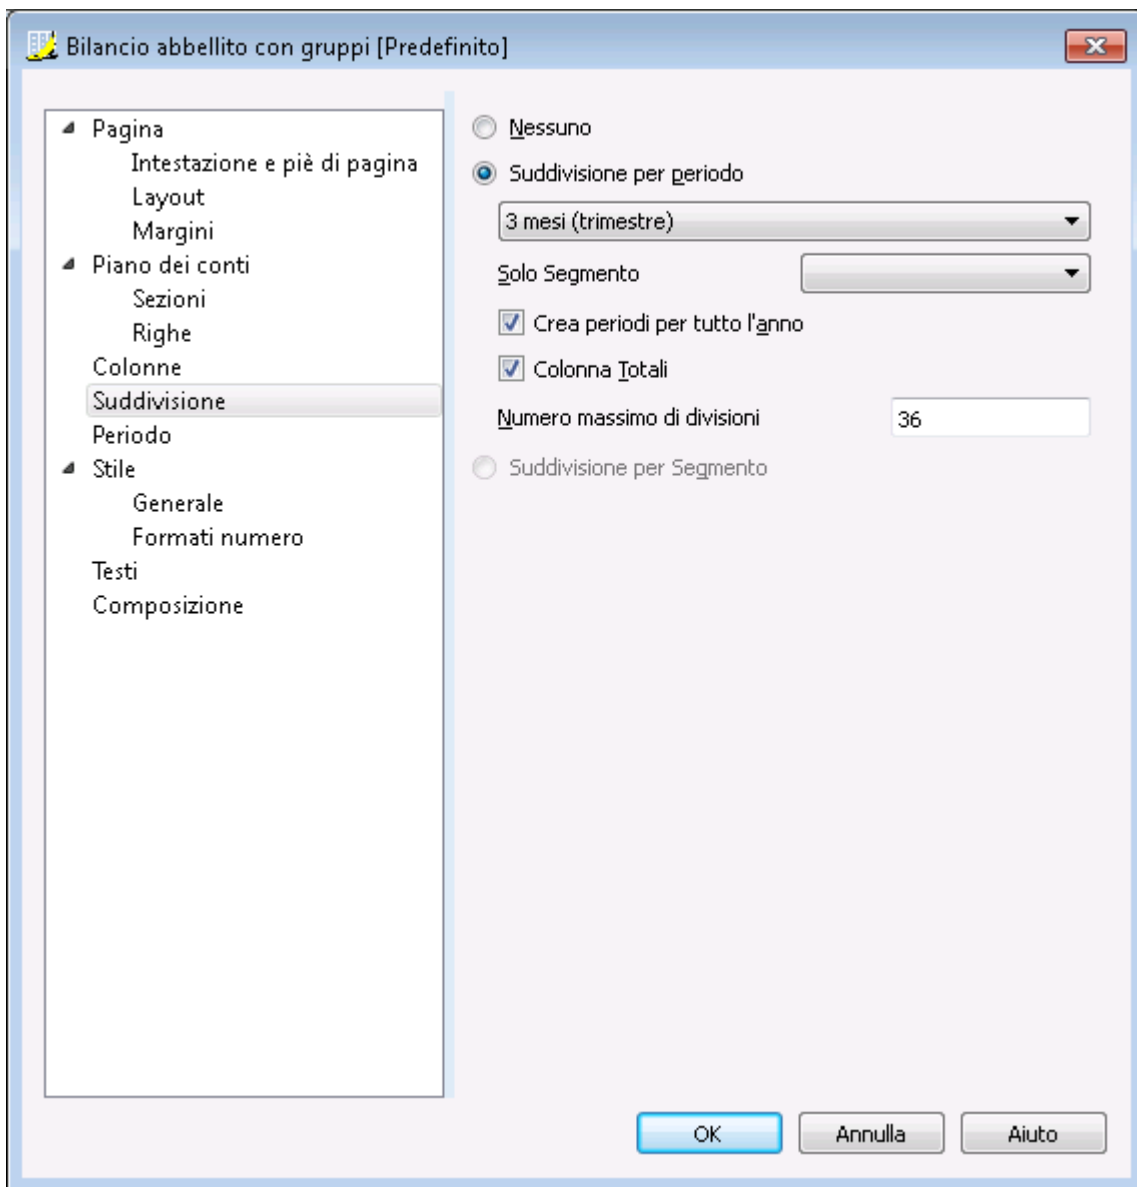 Bilancio abbellito con gruppi [Predefinito]
Pagina
Intestazione e piè di pagina
Layout
Margini
Piano dei conti
Sezioni
Righe
Colonne
Suddivisione
Periodo
Stile
Generale
Formati numero
Testi
Composizione
Nessuno
Suddivisione per periodo
3 mesi (trimestre)
Solo Segmento
Crea periodi per tutto l'anno
Colonna Totali
Numero massimo di divisioni 36
Suddivisione per Segmento
OK Annulla Aiuto